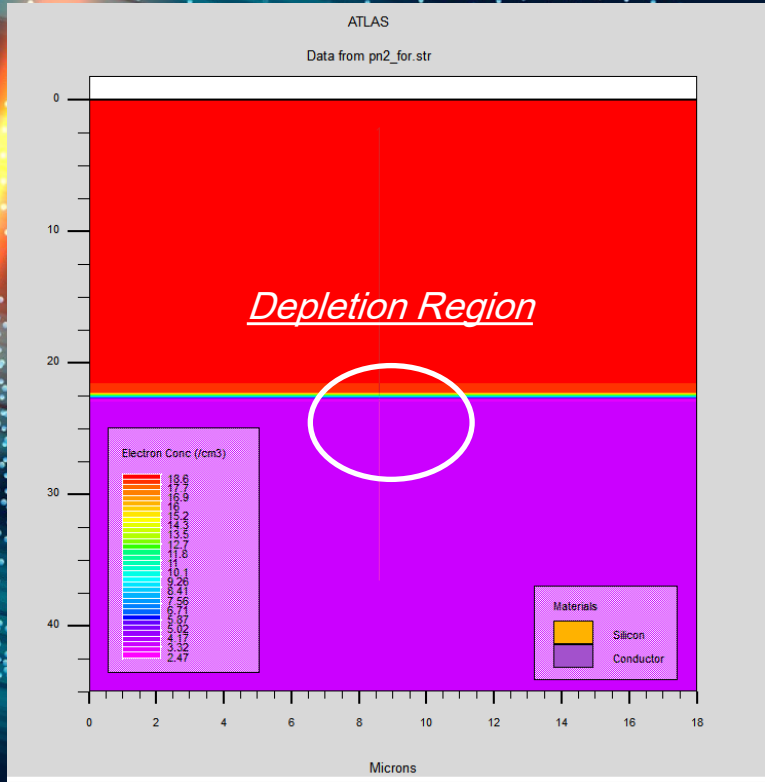 ATLAS
Data from pn2_for.str
0
10
20
30
40
Depletion Region
Electron Conc (/cm3)
18.6
17.7
16.9
16
15.2
14.3
13.5
12.7
11.8
11
10.1
9.26
8.41
7.56
6.71
5.87
5.02
4.17
3.32
2.47
Materials
Silicon
Conductor
0 2 4 6 8 10 12 14 16 18
Microns